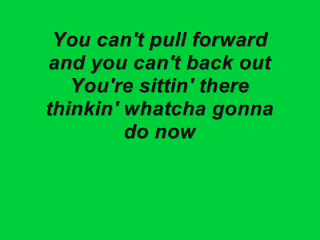 You can't pull forward
and you can't back out
You're sittin' there
thinkin' whatcha gonna
do now